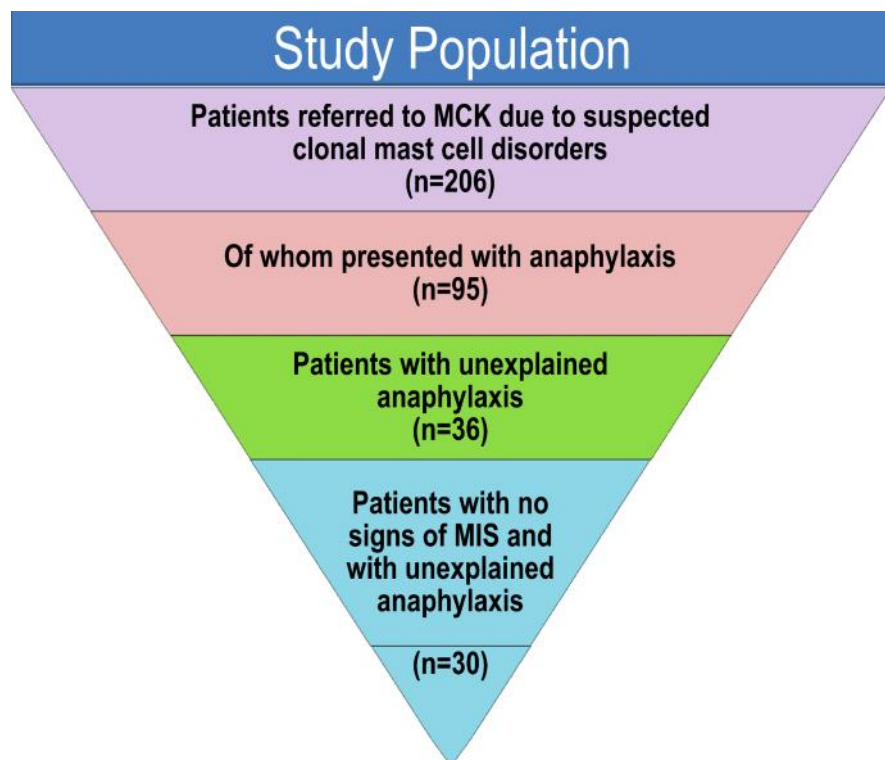 Study Population
Patients referred to MCK due to suspected
clonal mast cell disorders
(n=206)
Of whom presented with anaphylaxis
(n=95)
Patients with unexplained
anaphylaxis
(n=36)
Patients with no
signs of MIS and
with unexplained
anaphylaxis
(n=30)